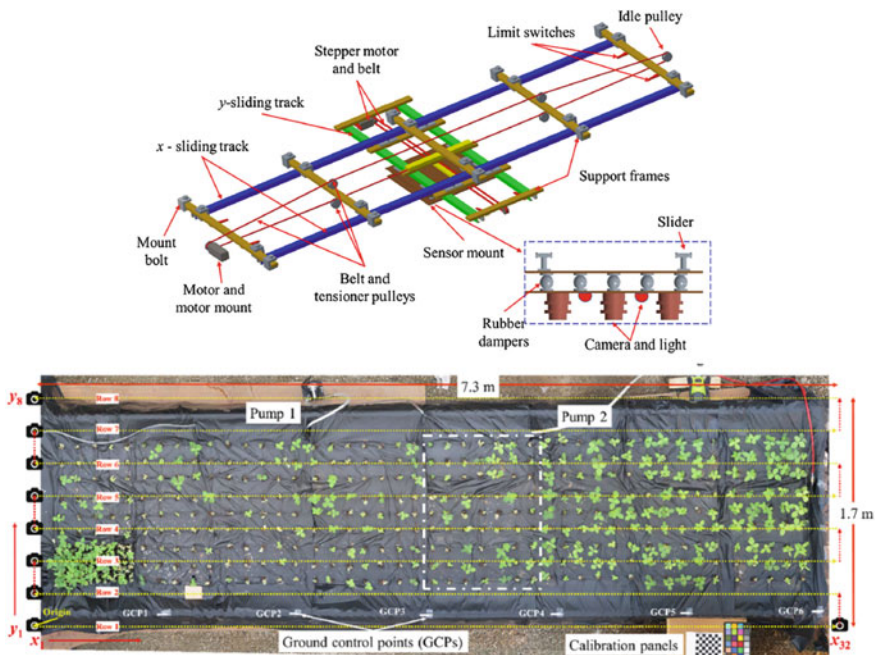 Idle pulley
Limit switches
Stepper motor
and belt
y-sliding track
x - sliding track
Support frames
Mount
bolt
Sensor mount
Slider
Motor and
motor mount
Belt and
tensioner pulleys
Rubber
dampers
Camera and light
7.3 m
y8
Row 8
Pump 1
Pump 2
Row 7
Row 6
Row 5
1.7 m
Row 4
Row 3
Row 2
Origin
GCP1
GCP2
GCP3
GCP4
GCP5
GCP6
y1
Row 1
x
Ground control points (GCPs)
Calibration panels
x32